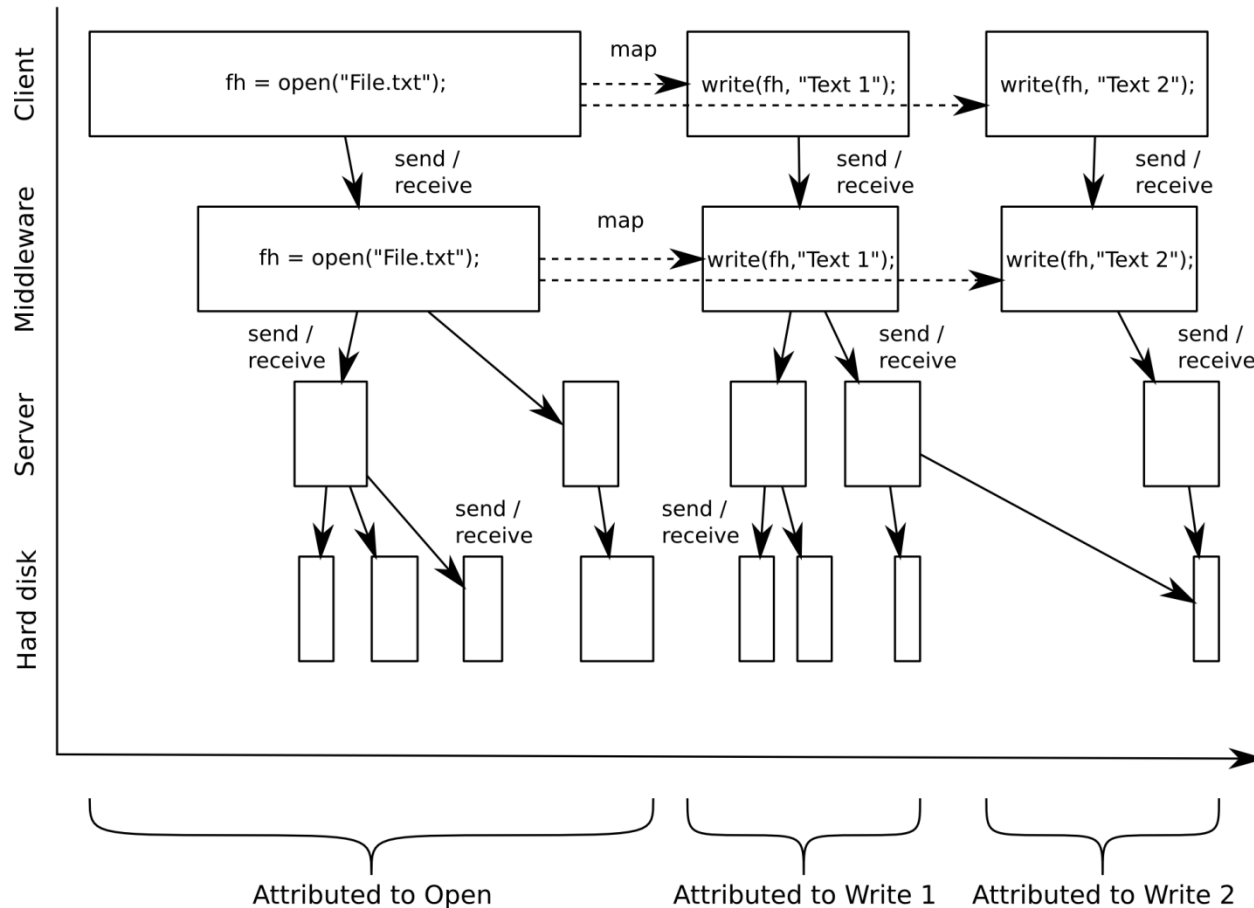 Client
fh = open("File.txt");
map
write(fh, "Text 1");
write(fh, "Text 2");
send /
receive
send /
receive
send /
receive
Middleware
fh = open("File.txt");
map
write(fh,"Text 1");
write(fh,"Text 2");
send /
receive
send /
receive
send /
receive
Server
send /
receive
send /
receive
Hard disk
Attributed to Open
Attributed to Write 1
Attributed to Write 2